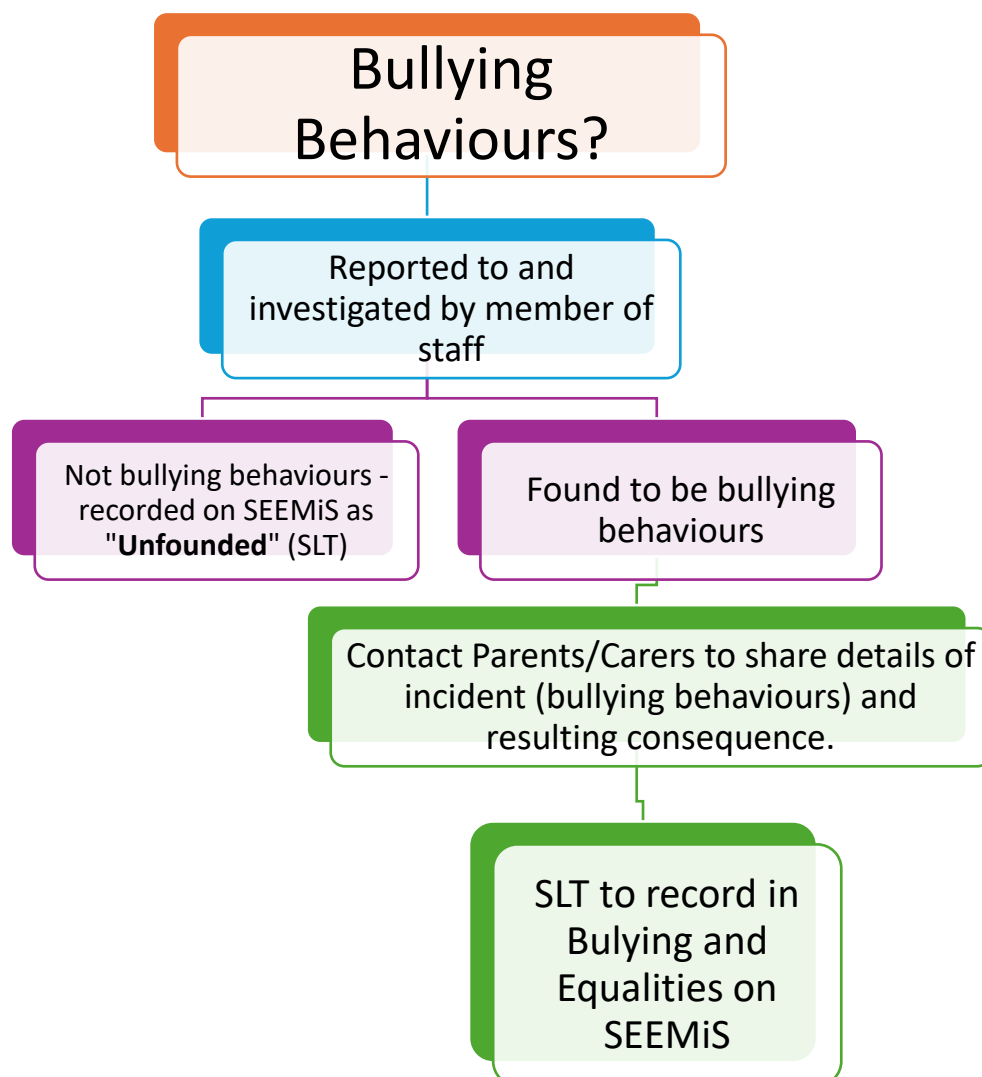 Bullying
Behaviours?
Reported to and
investigated by member of
staff
Not bullying behaviours -
recorded on SEEMiS as
"Unfounded" (SLT)
Found to be bullying
behaviours
Contact Parents/Carers to share details of
incident (bullying behaviours) and
resulting consequence.
SLT to record in
Bulying and
Equalities on
SEEMiS